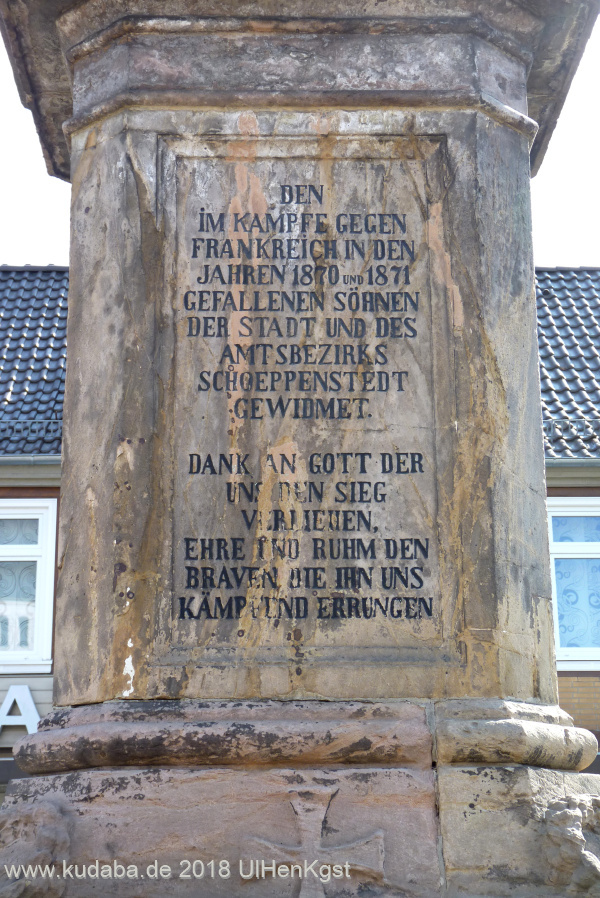 DEN
IM KAMPFE GEGEN
FRANKREICH IN DEN
JAHREN 1870 UND 1871
GEFALLENEN SÖHNEN
DER STADT UND DES
AMTSBEZIRKS
SCHOEPPENSTEDT
GEWIDMET.
DANK AN GOTT DER
UNS DEN SIEG
VERLIEHEN,
EHRE UND RUHM DEN
BRAVEN, DIE IHN UNS
KÄMPFEND ERRUNGEN
A
www.kudaba.de 2018 UlHenKgst